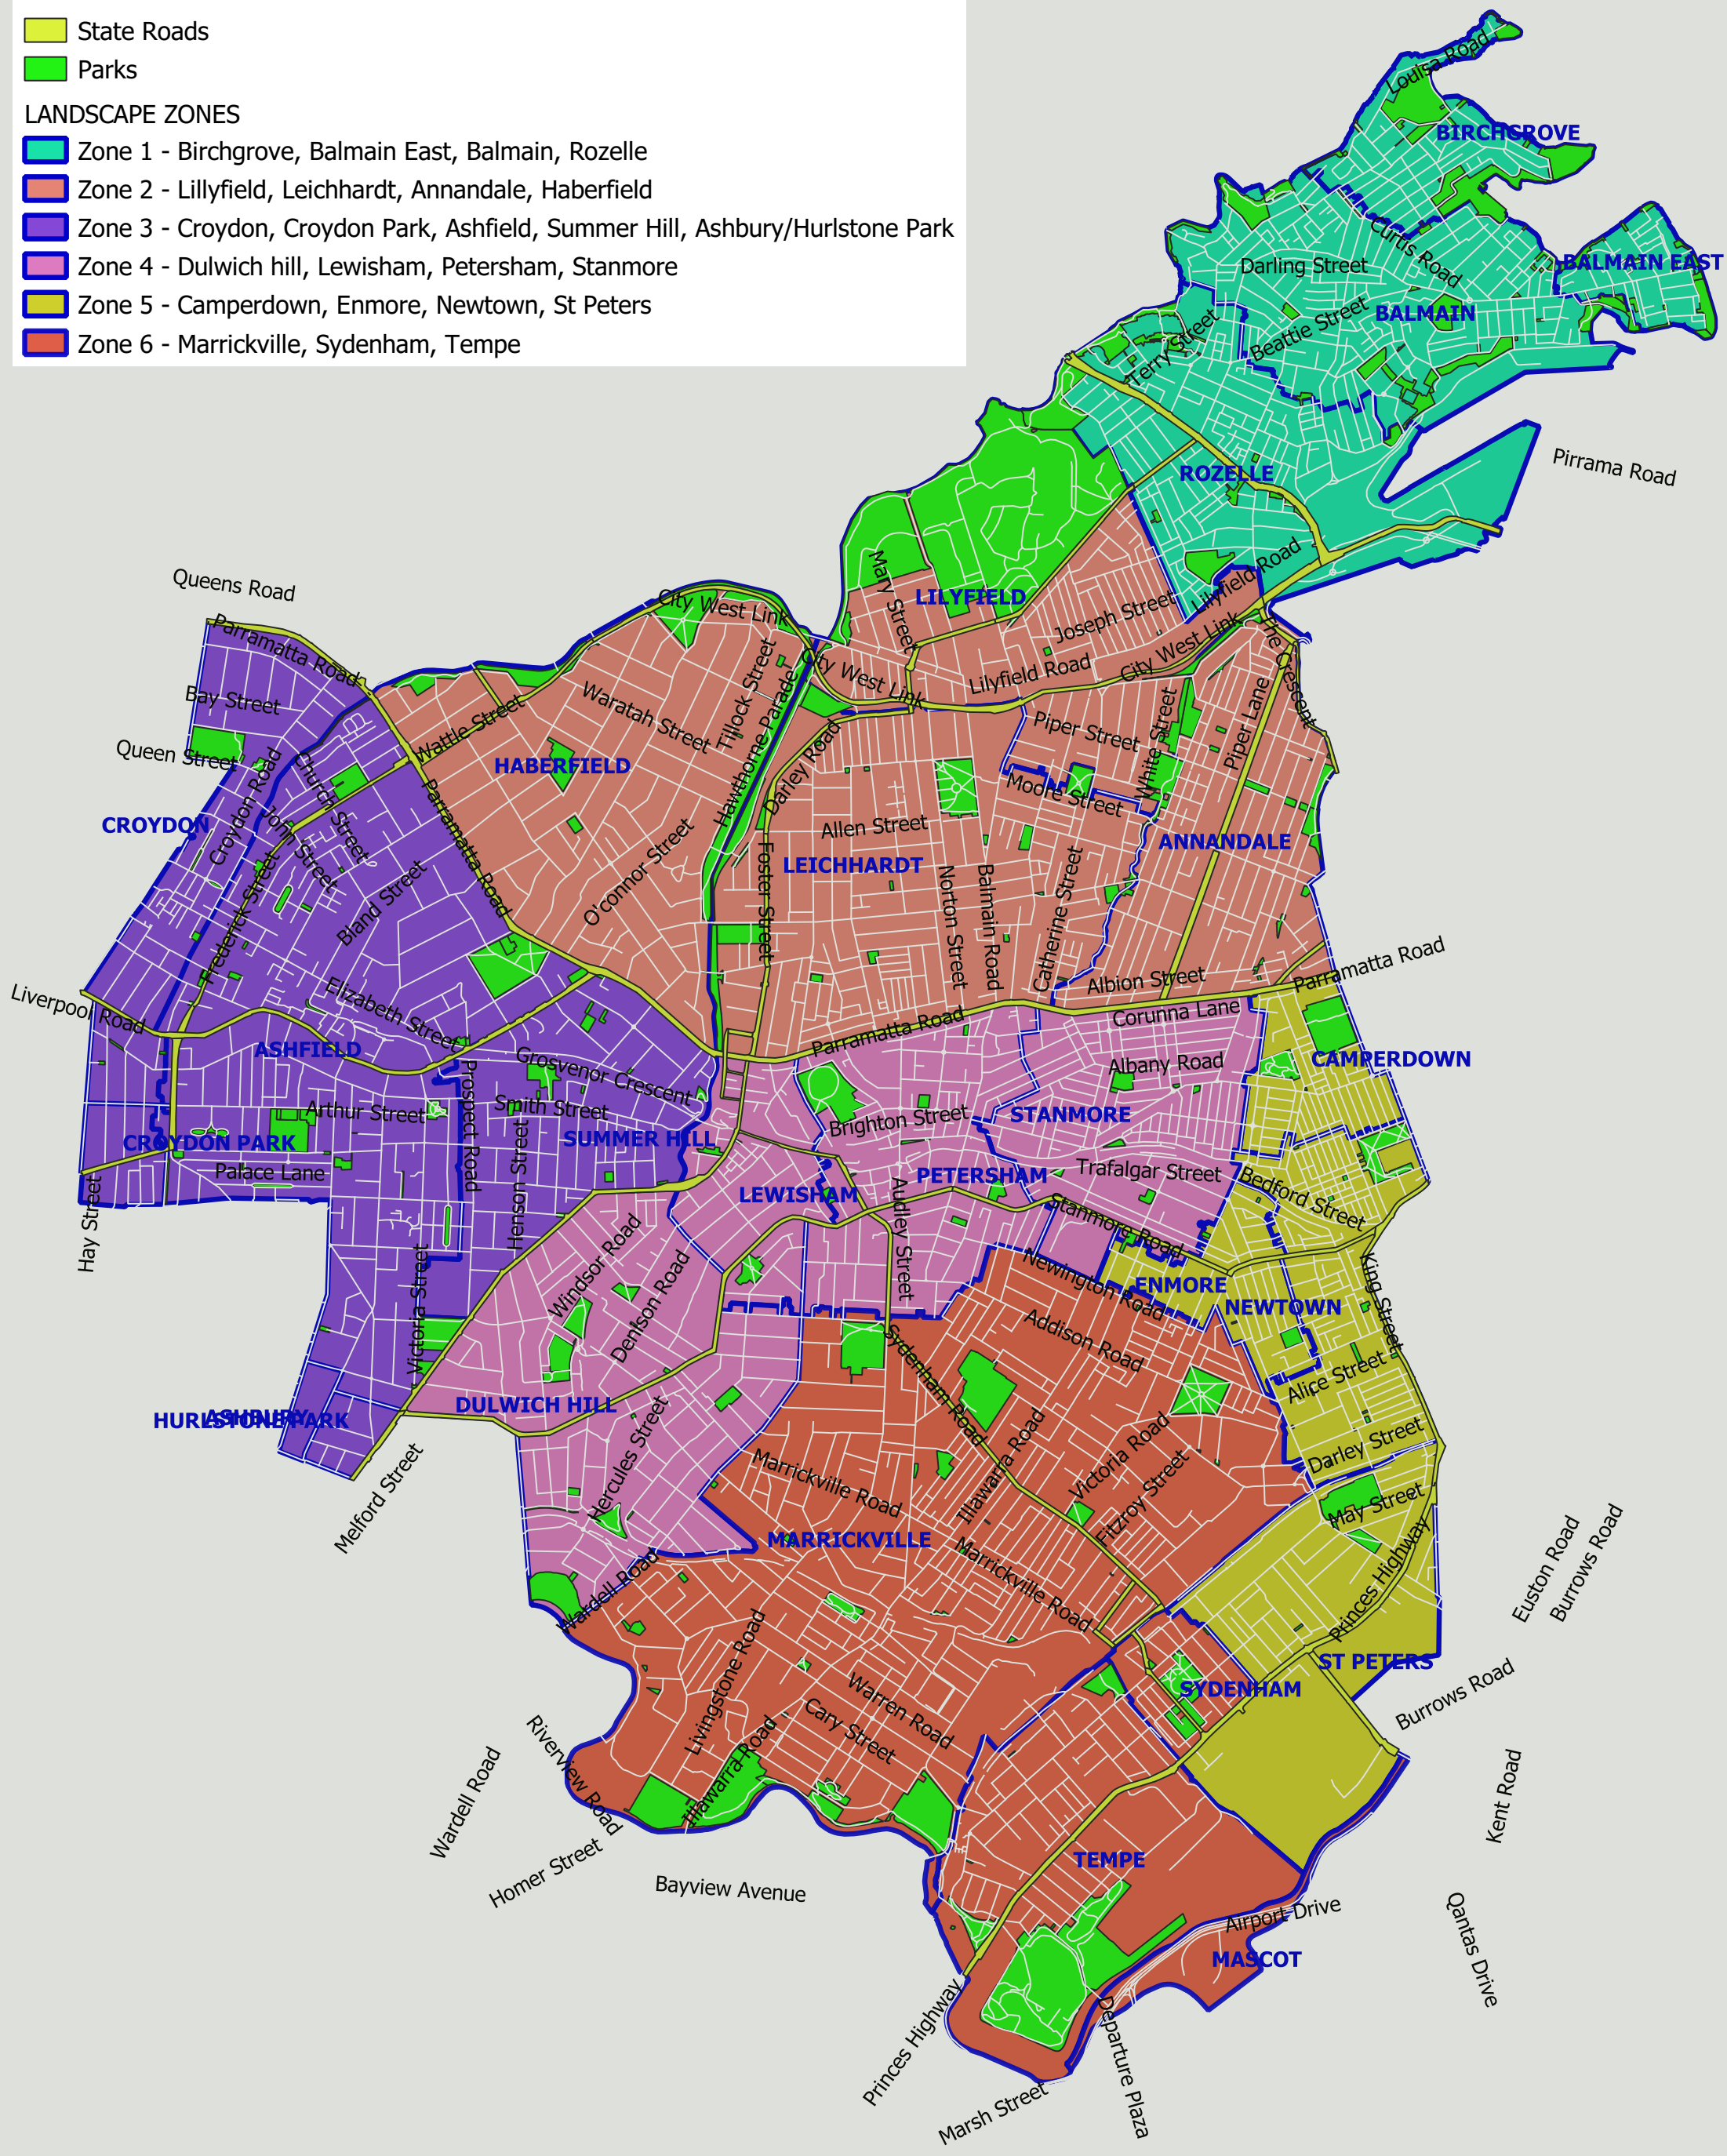 State Roads
Parks
LANDSCAPE ZONES
Zone 1 - Birchgrove, Balmain East, Balmain, Rozelle
Zone 2 - Lillyfield, Leichhardt, Annandale, Haberfield
Zone 3 - Croydon, Croydon Park, Ashfield, Summer Hill, Ashbury/Hurlstone Park
Zone 4 - Dulwich hill, Lewisham, Petersham, Stanmore
Zone 5 - Camperdown, Enmore, Newtown, St Peters
Zone 6 - Marrickville, Sydenham, Tempe
Louisa Road
BIRCHGROVE
Curtis Road
Darling Street
BALMAIN EAST
BALMAIN
Beattie Street
Terry Street
ROZELLE
Pirrama Road
Lilyfield Road
Mary Street
LILYFIELD
Joseph Street
Queens Road
City West Link
City West Link
The Crescent
Parramatta Road
City West Link
Lilyfield Road
Bay Street
Waratah Street
Tillock Street
Hawthorne Parade
Piper Street
White Street
Piper Lane
Wattle Street
Darley Road
Queen Street
HABERFIELD
Moore Street
Croydon Road
Church Street
CROYDON
John Street
Parramatta Road
Allen Street
ANNANDALE
O'connor Street
LEICHHARDT
Foster Street
Frederick Street
Bland Street
Norton Street
Balmain Road
Catherine Street
Albion Street
Parramatta Road
Liverpool Road
Elizabeth Street
Corunna Lane
Parramatta Road
ASHFIELD
Grosvenor Crescent
Albany Road
CAMPERDOWN
Prospect Road
Arthur Street
Smith Street
Brighton Street
STANMORE
CROYDON PARK
SUMMER HILL
Palace Lane
Henson Street
Trafalgar Street
PETERSHAM
LEWISHAM
Audley Street
Bedford Street
Hay Street
Stanmore Road
Windsor Road
Denison Road
Newington Road
ENMORE
NEWTOWN
King Street
Victoria Street
Addison Road
Sydenham Road
Alice Street
DULWICH HILL
ASHBURY
HURLSTONE PARK
Hercules Street
Illawarra Road
Victoria Road
Fitzroy Street
Darley Street
Melford Street
Marrickville Road
May Street
MARRICKVILLE
Marrickville Road
Princes Highway
Euston Road
Burrows Road
Wardell Road
Livingstone Road
ST PETERS
Warren Road
SYDENHAM
Burrows Road
Riverview Road
Illawarra Road
Cary Street
Wardell Road
Kent Road
Homer Street
TEMPE
Bayview Avenue
Airport Drive
Qantas Drive
MASCOT
Princes Highway
Departure Plaza
Marsh Street